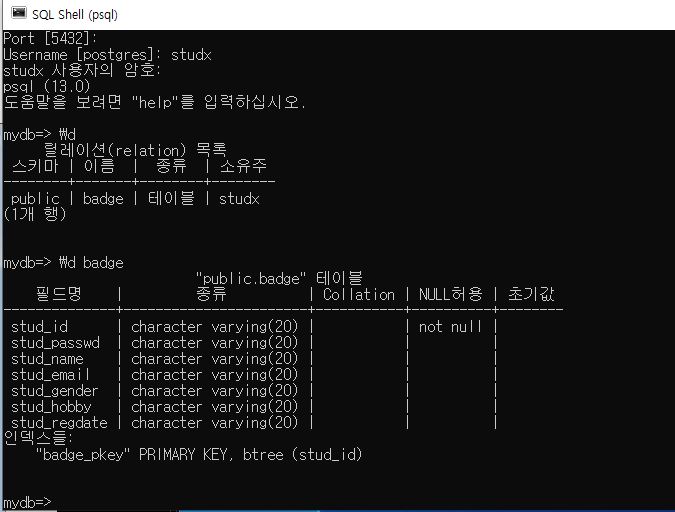 SQL Shell (psql)
Port [5432]:
Username [postgres]: studx
studx 사용자의 암호:
psql (13.0)
도움말을 보려면 "help"를 입력하십시오.
mydb=> ₩d
릴레이션(relation) 목록
스키마 | 이름 | 종류 | 소유주
--------+-------+--------+--------
public | badge | 테이블 | studx
(1개 행)
mydb=> ₩d badge
"public.badge" 테이블
필드명 | 종류 | Collation | NULL허용 | 초기값
--------------+-----------------------+-----------+----------+--------
stud_id | character varying(20) | | not null |
stud_passwd | character varying(20) | | |
stud_name | character varying(20) | | |
stud_email | character varying(20) | | |
stud_gender | character varying(20) | | |
stud_hobby | character varying(20) | | |
stud_regdate | character varying(20) | | |
인덱스들:
"badge_pkey" PRIMARY KEY, btree (stud_id)
mydb=>